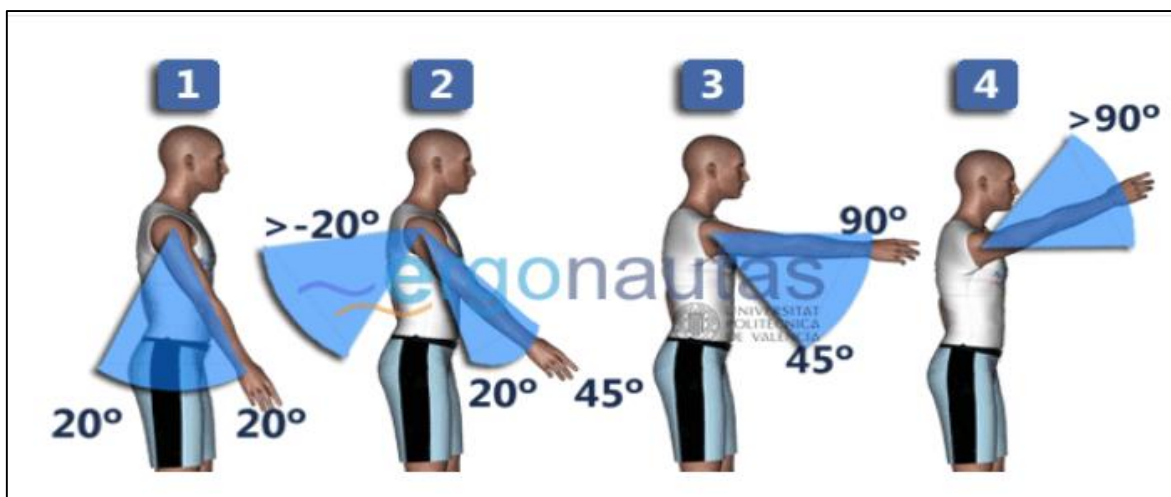 1
2
3
4
>90º
>-20º
90º
ergonautas
UNIVERSITAT
POLITÈCNICA
DE VALÈNCIA
45º
20º
20º
20º
45º